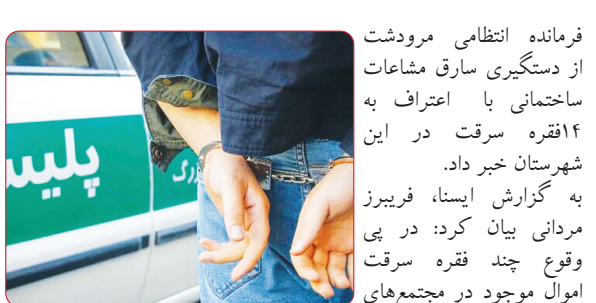 فرمانده انتظامی مرودشت
از دستگیری سارق مشاعات
ساختمانی با اعتراف به
۱۴فقره سرقت در این
شهرستان خبر داد.
به گزارش ایسنا، فریبرز
مردانی بیان کرد: در پی
وقوع چند فقره سرقت
اموال موجود در مجتمع‌های
پلیس